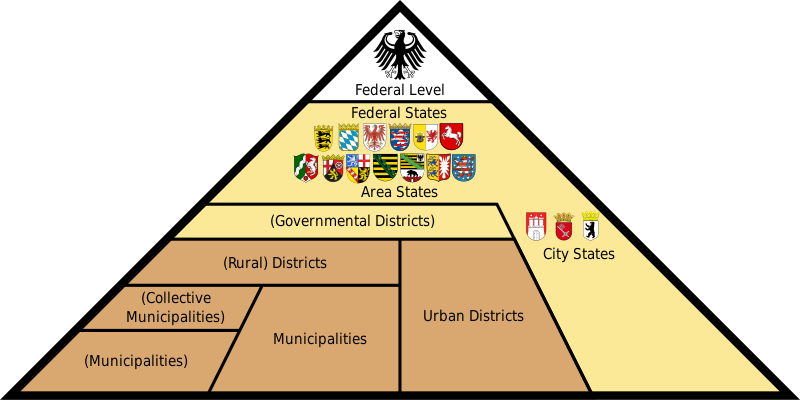 Federal Level
Federal States
Area States
(Governmental Districts)
City States
(Rural) Districts
(Collective
Municipalities)
Municipalities
Urban Districts
(Municipalities)